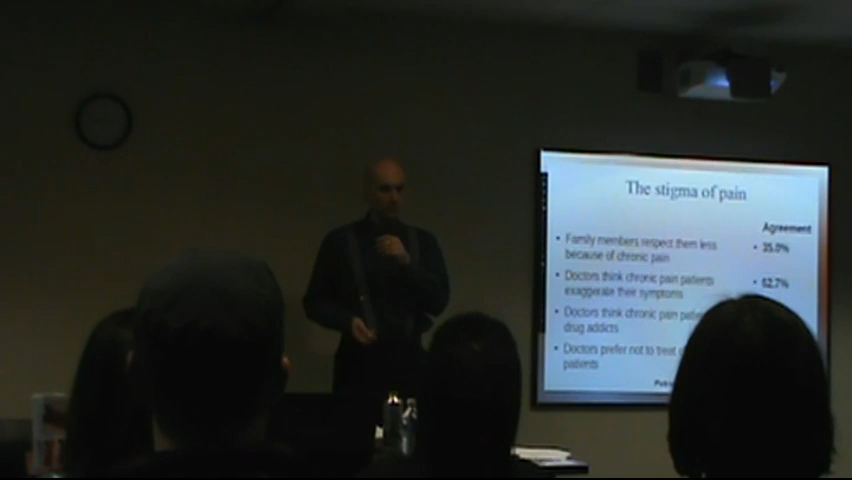 The stigma of pain
Agreement
• Family members respect them less
because of chronic pain
• 35.0%
• Doctors think chronic pain patients
exaggerate their symptoms
• 62.7%
• Doctors think chronic pain
drug addicts
• Doctors prefer not to treat
patients